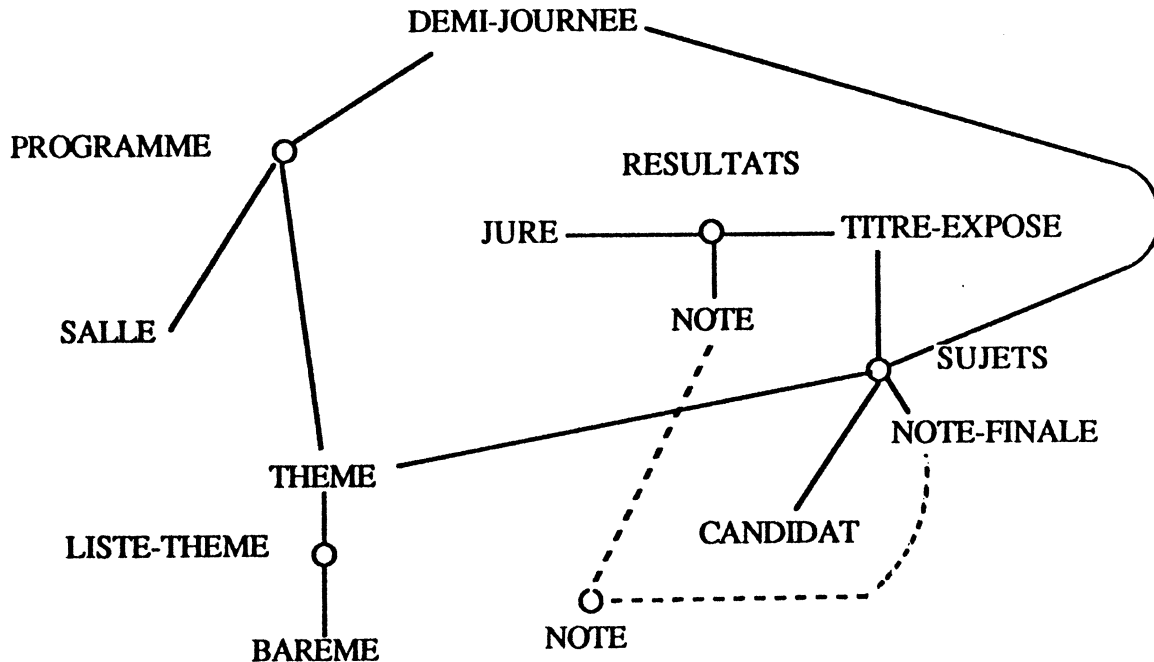 DEMI-JOURNEE
PROGRAMME
RESULTATS
JURE
TITRE-EXPOSE
SALLE
NOTE
SUJETS
NOTE-FINALE
THEME
CANDIDAT
LISTE-THEME
NOTE
BAREME